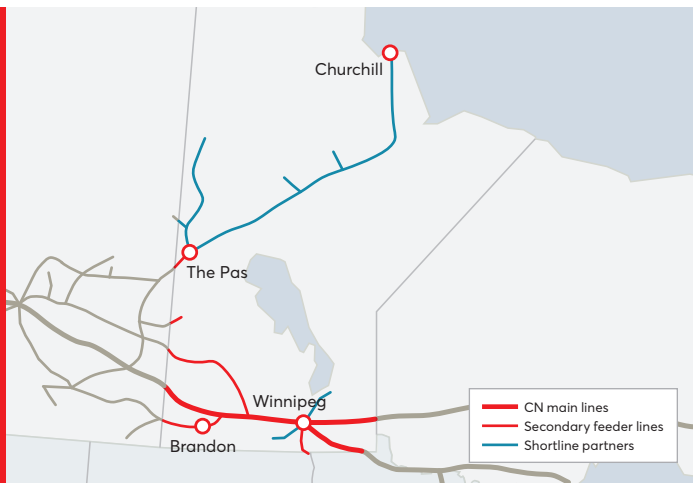 Churchill
The Pas
Winnipeg
Brandon
CN main lines
Secondary feeder lines
Shortline partners